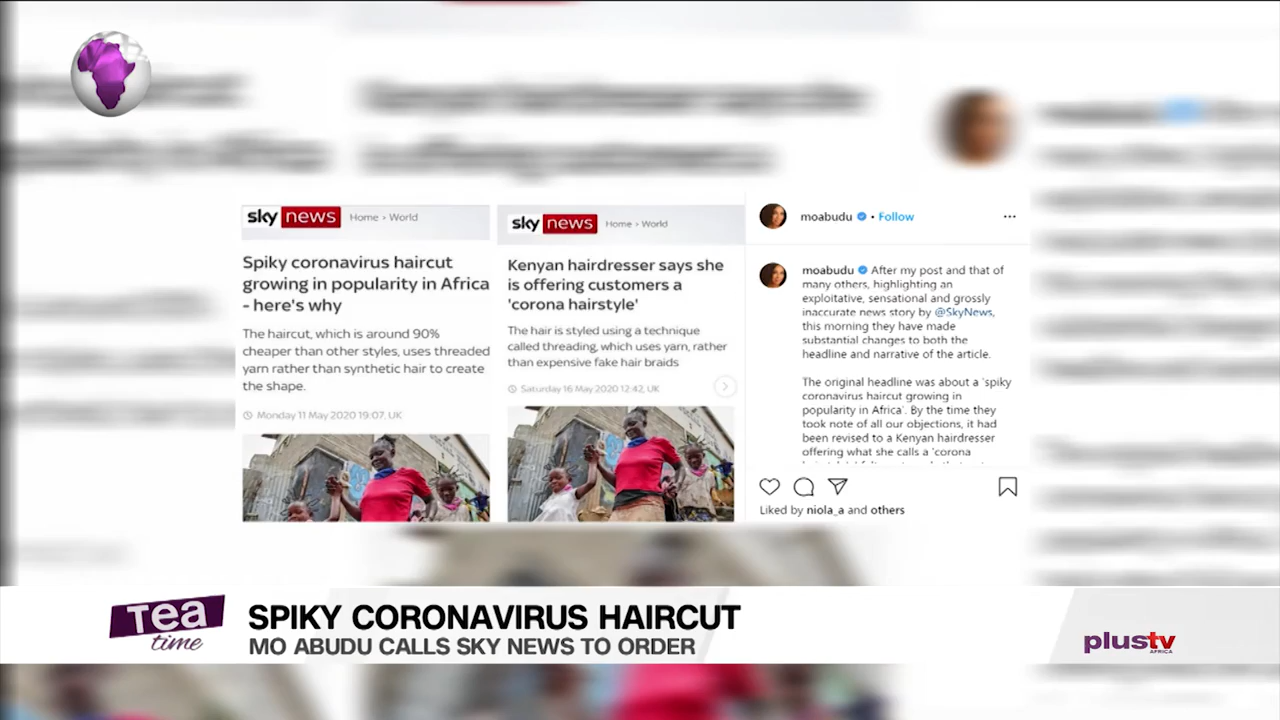 sky news Home > World
Spiky coronavirus haircut
growing in popularity in Africa
- here's why
The haircut, which is around 90%
cheaper than other styles, uses threaded
yarn rather than synthetic hair to create
the shape.
Monday 11 May 2020 19:07, UK
sky news Home > World
Kenyan hairdresser says she
is offering customers a
'corona hairstyle'
The hair is styled using a technique
called threading, which uses yarn, rather
than expensive fake hair braids
Saturday 16 May 2020 12:42, UK
moabudu • Follow
moabudu After my post and that of
many others, highlighting an
exploitative, sensational and grossly
inaccurate news story by @SkyNews,
this morning they have made
substantial changes to both the
headline and narrative of the article.
The original headline was about a 'spiky
coronavirus haircut growing in
popularity in Africa'. By the time they
took note of all our objections, it had
been revised to a Kenyan hairdresser
offering what she calls a 'corona
Liked by niola_a and others
Tea
time
SPIKY CORONAVIRUS HAIRCUT
MO ABUDU CALLS SKY NEWS TO ORDER
plustv
AFRICA